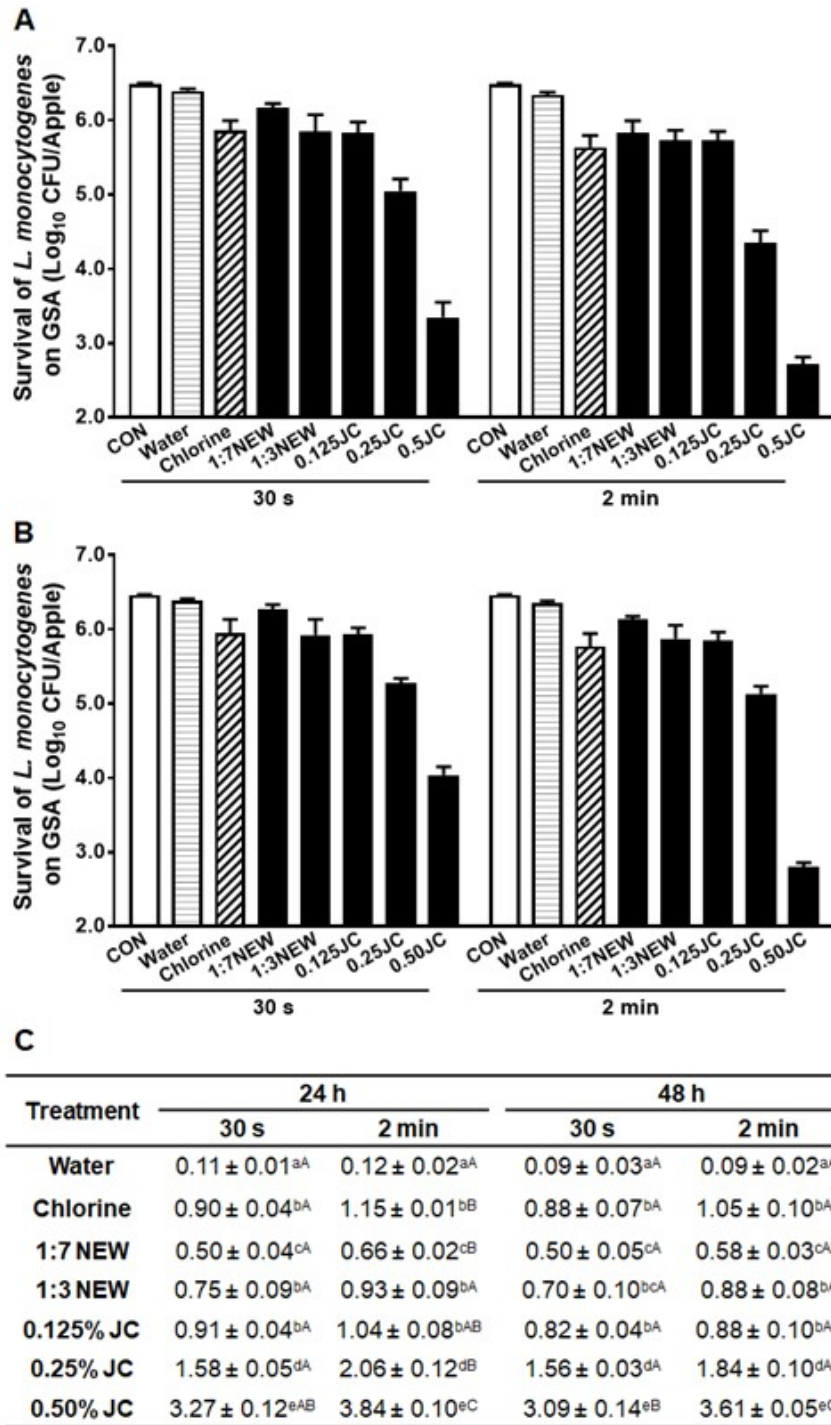 A
Survival of L. monocytogenes
on GSA (Log₁₀ CFU/Apple)
7.0
6.0
5.0
4.0
3.0
2.0
CON Water Chlorine 1:7NEW 1:3NEW 0.125JC 0.25JC 0.5JC CON Water Chlorine 1:7NEW 1:3NEW 0.125JC 0.25JC 0.5JC
30 s 2 min
B
Survival of L. monocytogenes
on GSA (Log₁₀ CFU/Apple)
7.0
6.0
5.0
4.0
3.0
2.0
CON Water Chlorine 1:7NEW 1:3NEW 0.125JC 0.25JC 0.50JC CON Water Chlorine 1:7NEW 1:3NEW 0.125JC 0.25JC 0.50JC
30 s 2 min
C
Treatment 24 h 48 h
30 s 2 min 30 s 2 min
Water 0.11 ± 0.01aA 0.12 ± 0.02aA 0.09 ± 0.03aA 0.09 ± 0.02aA
Chlorine 0.90 ± 0.04bA 1.15 ± 0.01bB 0.88 ± 0.07bA 1.05 ± 0.10bA
1:7 NEW 0.50 ± 0.04cA 0.66 ± 0.02cB 0.50 ± 0.05cA 0.58 ± 0.03cA
1:3 NEW 0.75 ± 0.09bA 0.93 ± 0.09bA 0.70 ± 0.10bcA 0.88 ± 0.08bA
0.125% JC 0.91 ± 0.04bA 1.04 ± 0.08bAB 0.82 ± 0.04bA 0.88 ± 0.10bA
0.25% JC 1.58 ± 0.05dA 2.06 ± 0.12dB 1.56 ± 0.03dA 1.84 ± 0.10dA
0.50% JC 3.27 ± 0.12eAB 3.84 ± 0.10eC 3.09 ± 0.14eB 3.61 ± 0.05eC